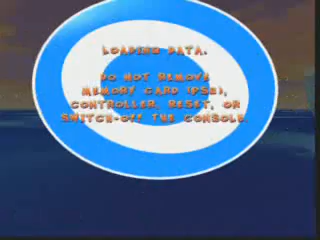 LOADING DATA.
DO NOT REMOVE
MEMORY CARD (PS2),
CONTROLLER, RESET, OR
SWITCH-OFF THE CONSOLE.